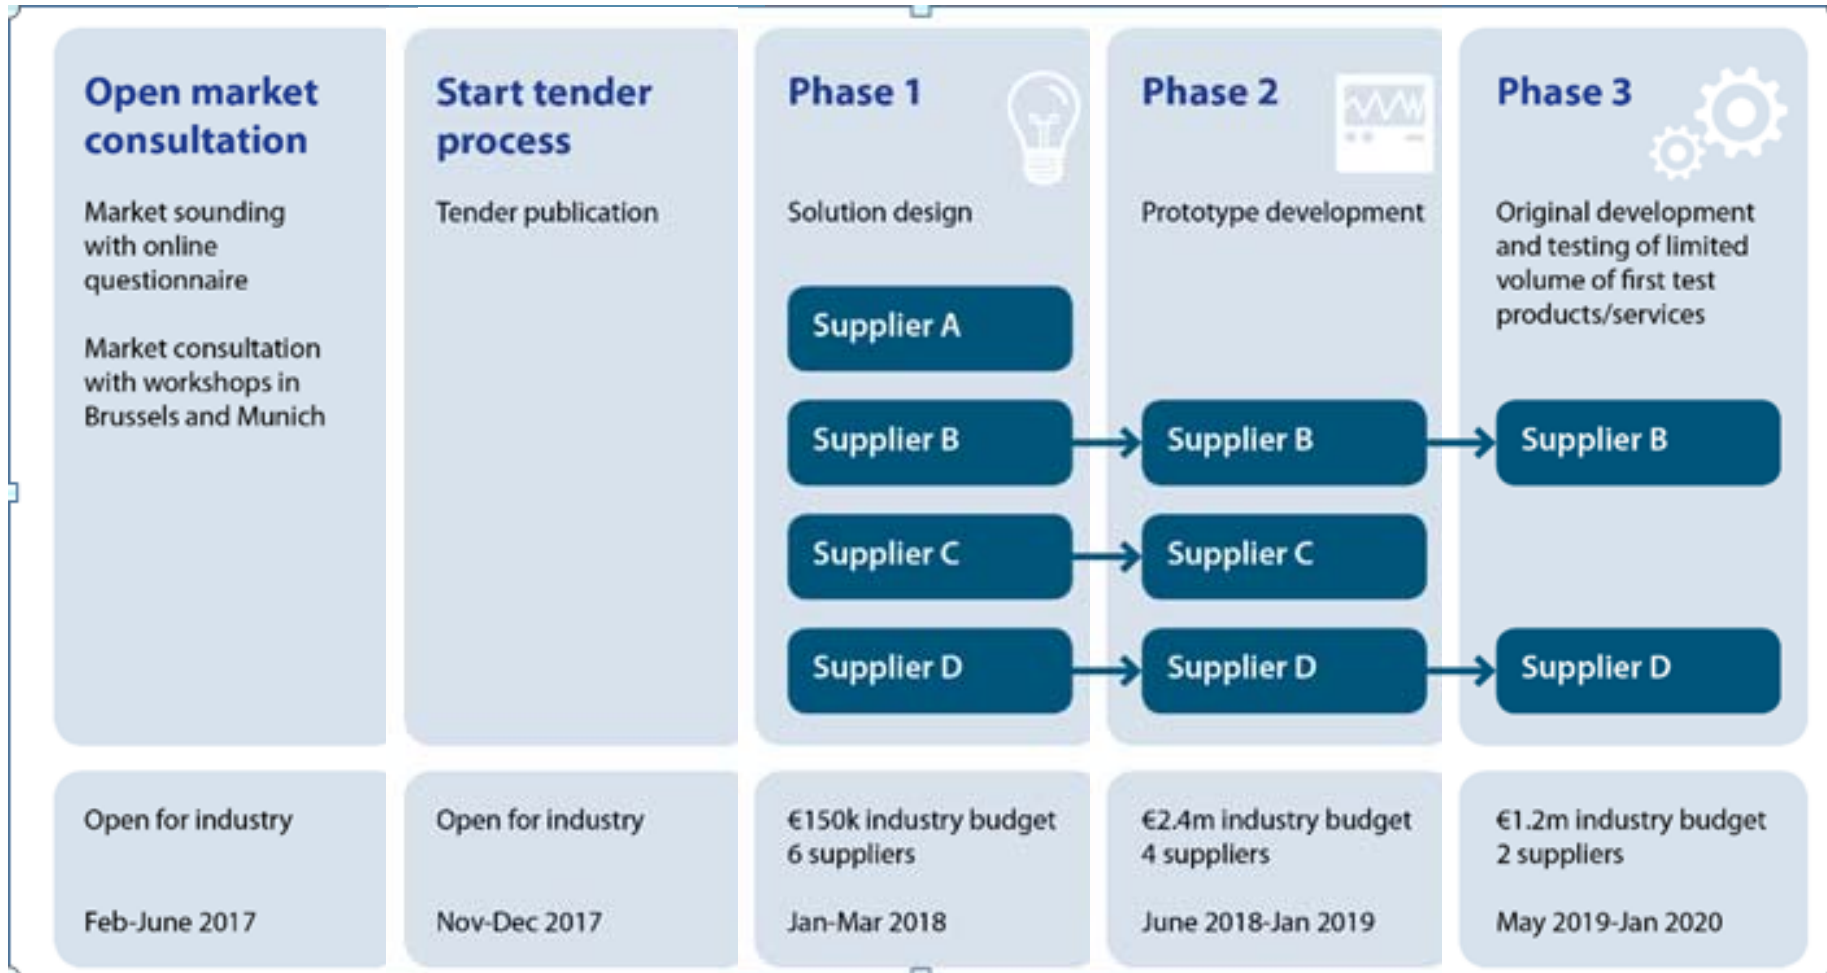 Open market
consultation
Market sounding
with online
questionnaire
Market consultation
with workshops in
Brussels and Munich
Open for industry
Feb-June 2017
Start tender
process
Tender publication
Open for industry
Nov-Dec 2017
Phase 1
Solution design
Supplier A
Supplier B
Supplier C
Supplier D
€150k industry budget
6 suppliers
Jan-Mar 2018
Phase 2
Prototype development
Supplier B
Supplier C
Supplier D
€2.4m industry budget
4 suppliers
June 2018-Jan 2019
Phase 3
Original development
and testing of limited
volume of first test
products/services
Supplier B
Supplier D
€1.2m industry budget
2 suppliers
May 2019-Jan 2020